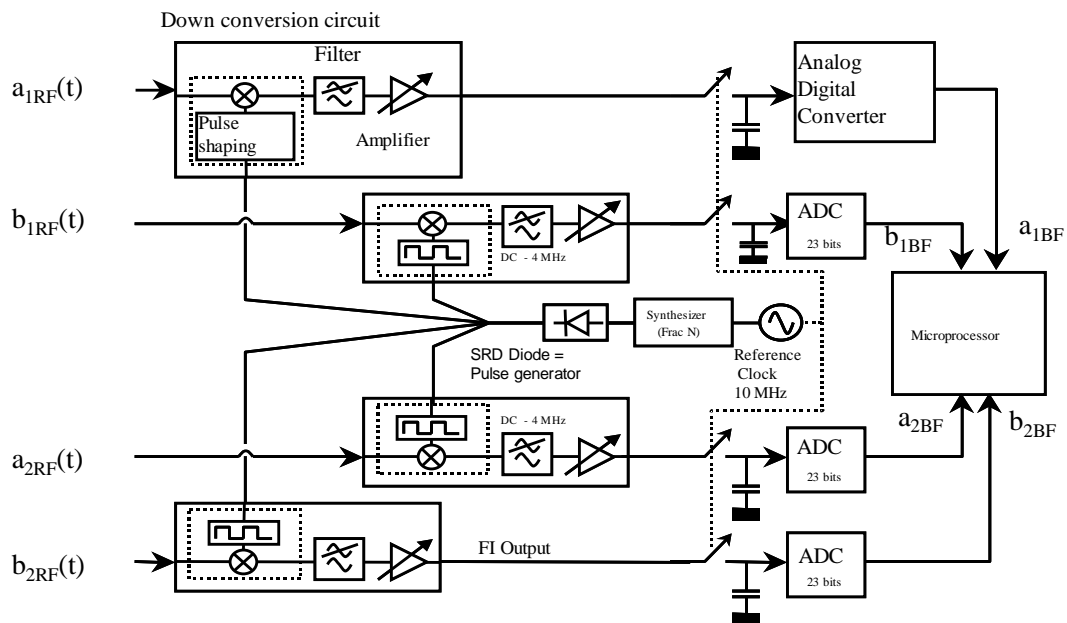 Down conversion circuit
Filter
a1RF(t)
Pulse
shaping
Amplifier
Analog
Digital
Converter
b1RF(t)
DC - 4 MHz
ADC
23 bits
b1BF
a1BF
Synthesizer
(Frac N)
SRD Diode =
Pulse generator
Reference
Clock
10 MHz
Microprocessor
a2BF
b2BF
DC - 4 MHz
a2RF(t)
ADC
23 bits
b2RF(t)
FI Output
ADC
23 bits